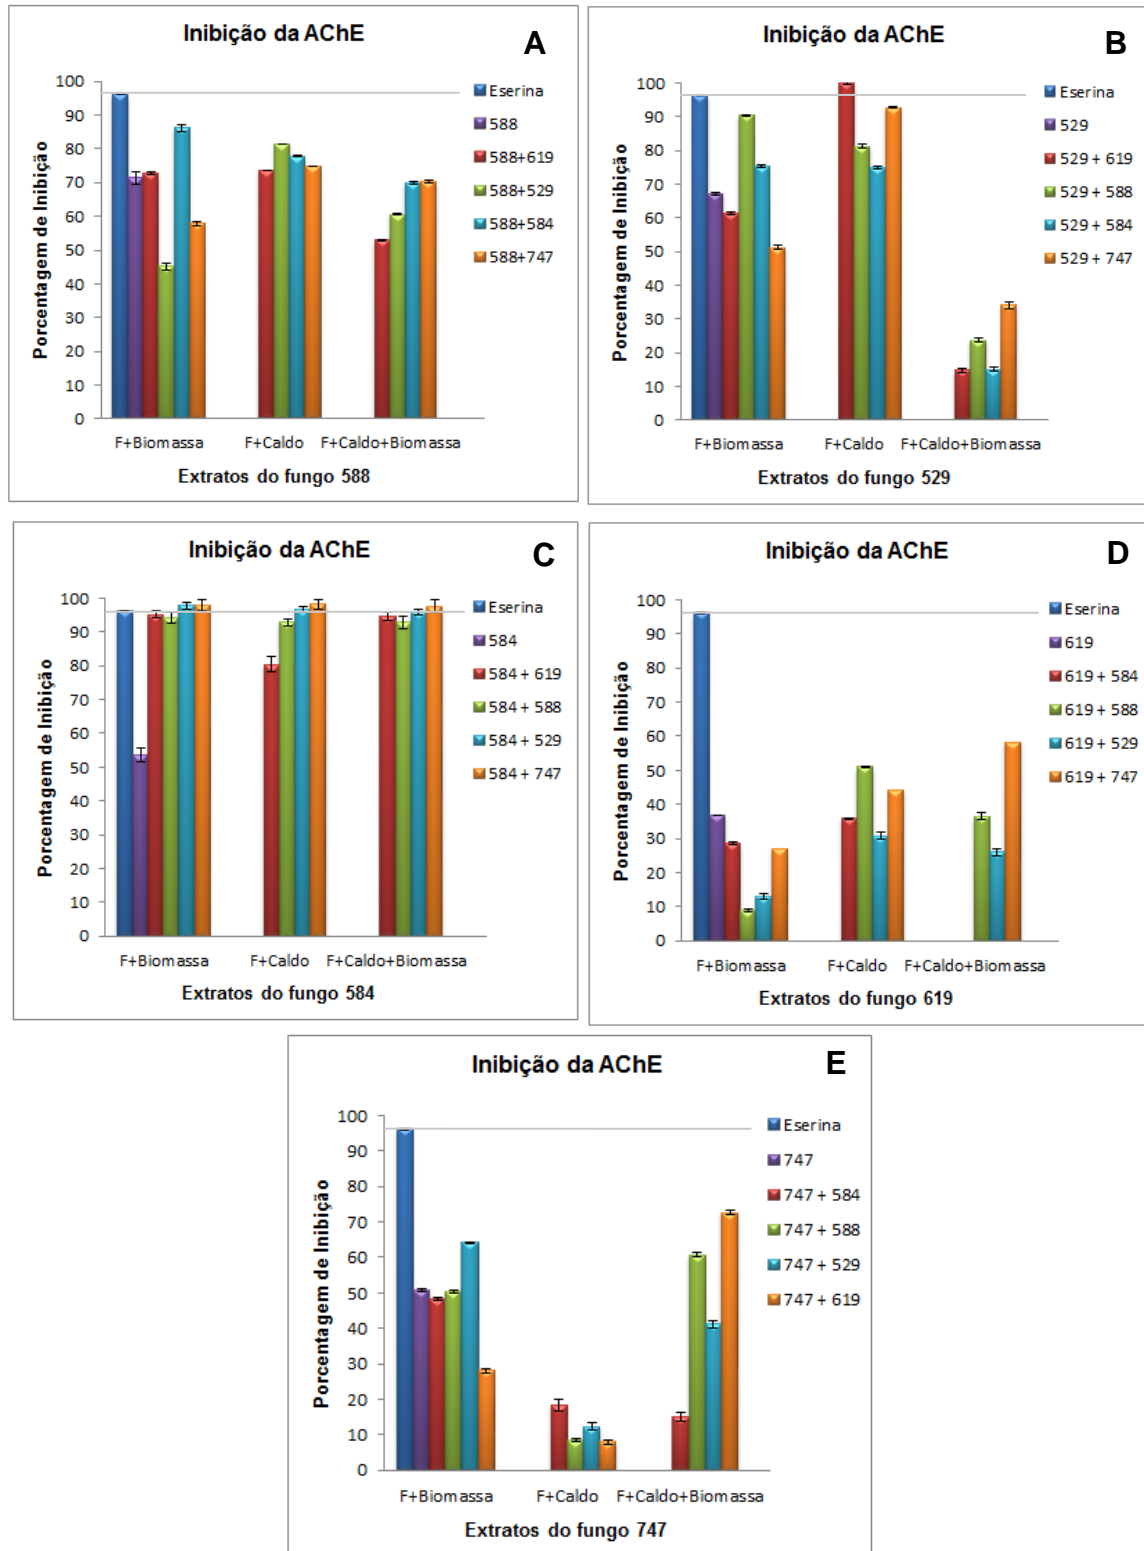 Inibição da AChE
A
Porcentagem de Inibição
100
90
80
70
60
50
40
30
20
10
0
F+Biomassa F+Caldo F+Caldo+Biomassa
Extratos do fungo 588
Eserina
588
588+619
588+529
588+584
588+747
Inibição da AChE
B
Porcentagem de Inibição
100
90
80
70
60
50
40
30
20
10
0
F+Biomassa F+Caldo F+Caldo+Biomassa
Extratos do fungo 529
Eserina
529
529 + 619
529 + 588
529 + 584
529 + 747
Inibição da AChE
C
Porcentagem de Inibição
100
90
80
70
60
50
40
30
20
10
0
F+Biomassa F+Caldo F+Caldo+Biomassa
Extratos do fungo 584
Eserina
584
584 + 619
584 + 588
584 + 529
584 + 747
Inibição da AChE
D
Porcentagem de Inibição
100
90
80
70
60
50
40
30
20
10
0
F+Biomassa F+Caldo F+Caldo+Biomassa
Extratos do fungo 619
Eserina
619
619 + 584
619 + 588
619 + 529
619 + 747
Inibição da AChE
E
Porcentagem de Inibição
100
90
80
70
60
50
40
30
20
10
0
F+Biomassa F+Caldo F+Caldo+Biomassa
Extratos do fungo 747
Eserina
747
747 + 584
747 + 588
747 + 529
747 + 619